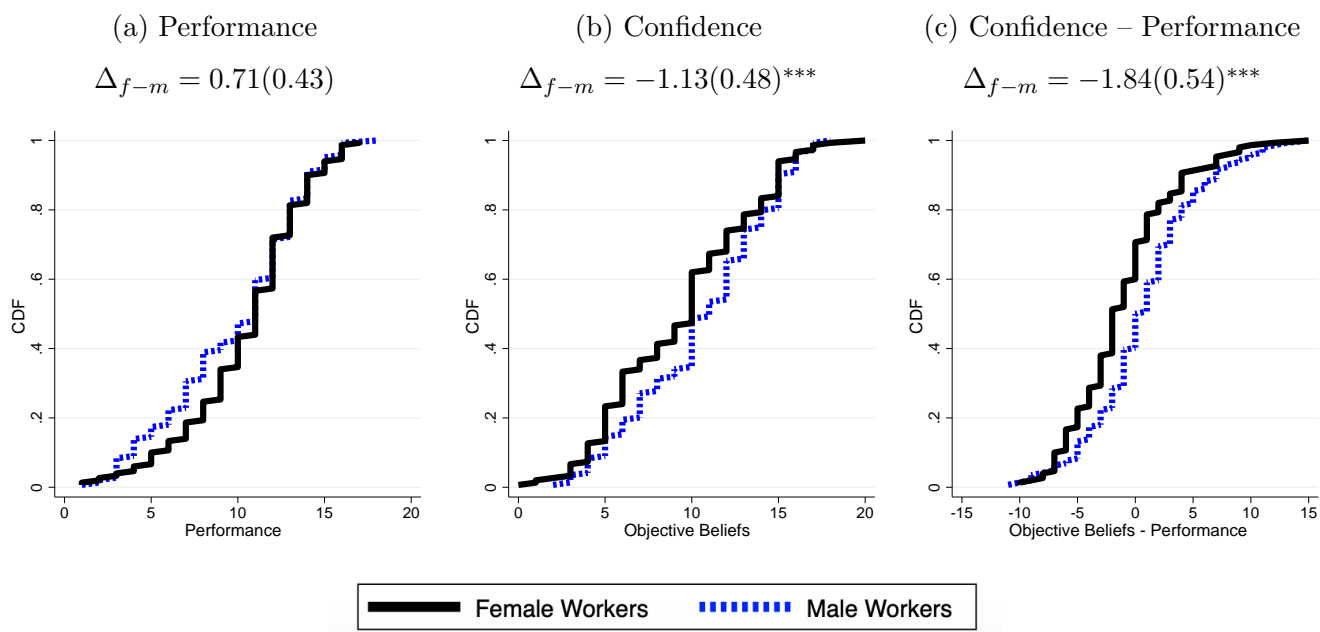 (a) Performance
(b) Confidence
(c) Confidence – Performance
Δf−m = 0.71(0.43)
Δf−m = −1.13(0.48)***
Δf−m = −1.84(0.54)***
CDF
0 .2 .4 .6 .8 1
0 5 10 15 20
Performance
CDF
0 .2 .4 .6 .8 1
0 5 10 15 20
Objective Beliefs
CDF
0 .2 .4 .6 .8 1
-15 -10 -5 0 5 10 15
Objective Beliefs - Performance
Female Workers
Male Workers